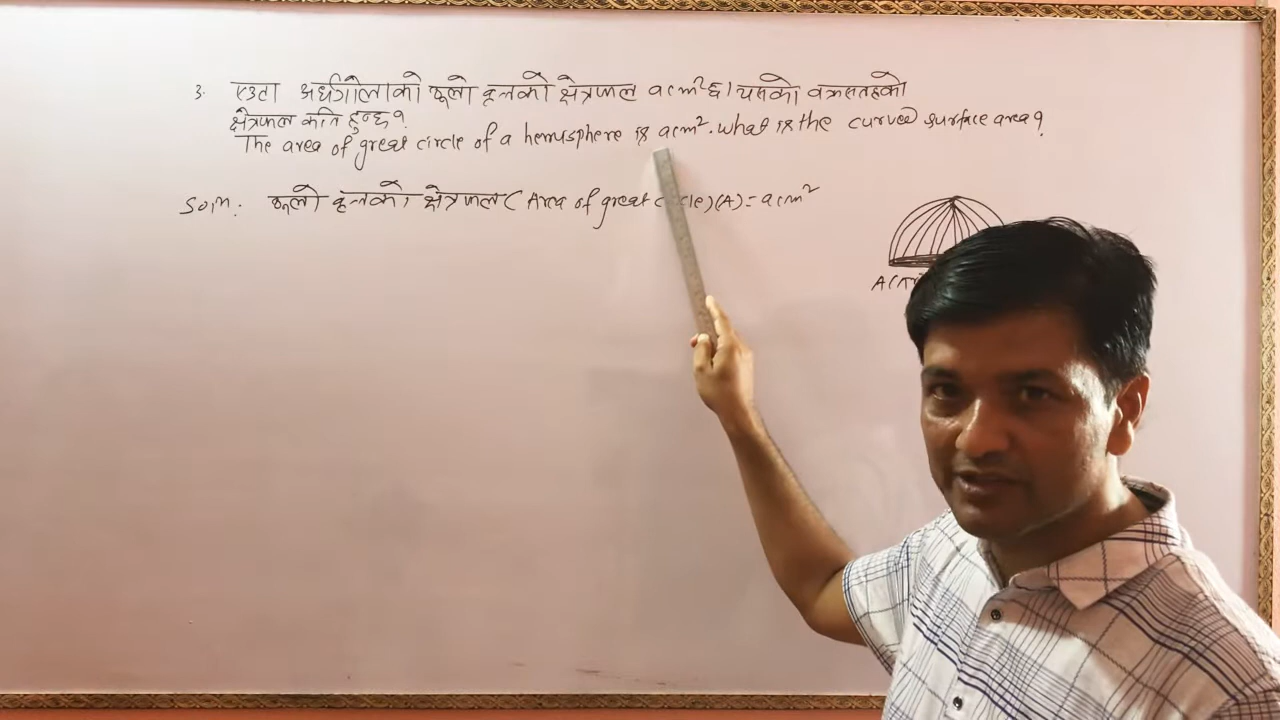 3. एउटा अर्धगोलाको ठूलो वृत्तको क्षेत्रफल a cm² छ। यसको वक्रसतहको
क्षेत्रफल कति हुन्छ?
The area of great circle of a hemisphere is a cm². What is the curved surface area?
Soln: ठूलो वृत्तको क्षेत्रफल (Area of great circle) (A) = a cm²